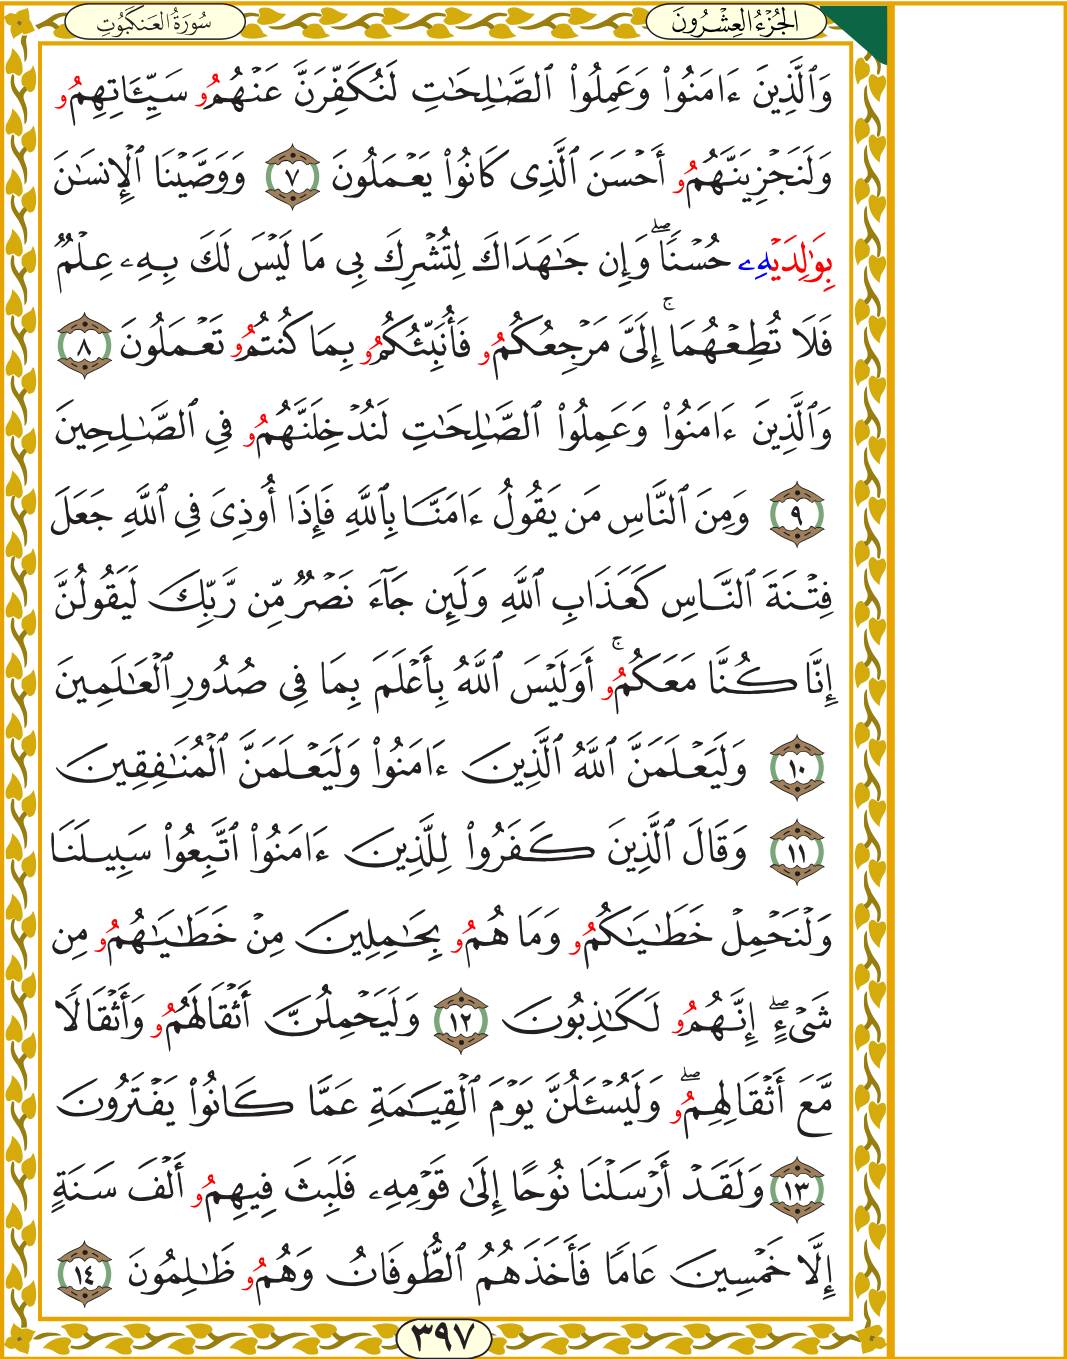 الجُزْءُ العِشْرُونَ
سُورَةُ العَنكَبُوتِ
وَٱلَّذِينَ ءَامَنُوا۟ وَعَمِلُوا۟ ٱلصَّٰلِحَٰتِ لَنُكَفِّرَنَّ عَنْهُمُۥ سَيِّـَٔاتِهِمُۥ
وَلَنَجْزِيَنَّهُمُۥ أَحْسَنَ ٱلَّذِى كَانُوا۟ يَعْمَلُونَ ٧ وَوَصَّيْنَا ٱلْإِنسَٰنَ
بِوَٰلِدَيْهِۦ حُسْنًاۖ وَإِن جَٰهَدَاكَ لِتُشْرِكَ بِى مَا لَيْسَ لَكَ بِهِۦ عِلْمٌ
فَلَا تُطِعْهُمَاۚ إِلَىَّ مَرْجِعُكُمُۥ فَأُنَبِّئُكُمُۥ بِمَا كُنتُمُۥ تَعْمَلُونَ ٨
وَٱلَّذِينَ ءَامَنُوا۟ وَعَمِلُوا۟ ٱلصَّٰلِحَٰتِ لَنُدْخِلَنَّهُمُۥ فِى ٱلصَّٰلِحِينَ
٩ وَمِنَ ٱلنَّاسِ مَن يَقُولُ ءَامَنَّا بِٱللَّهِ فَإِذَا أُوذِىَ فِى ٱللَّهِ جَعَلَ
فِتْنَةَ ٱلنَّاسِ كَعَذَابِ ٱللَّهِ وَلَئِن جَآءَ نَصْرٌ مِّن رَّبِّكَ لَيَقُولُنَّ
إِنَّا كُنَّا مَعَكُمُۥۚ أَوَلَيْسَ ٱللَّهُ بِأَعْلَمَ بِمَا فِى صُدُورِ ٱلْعَٰلَمِينَ
١٠ وَلَيَعْلَمَنَّ ٱللَّهُ ٱلَّذِينَ ءَامَنُوا۟ وَلَيَعْلَمَنَّ ٱلْمُنَٰفِقِينَ
١١ وَقَالَ ٱلَّذِينَ كَفَرُوا۟ لِلَّذِينَ ءَامَنُوا۟ ٱتَّبِعُوا۟ سَبِيلَنَا
وَلْنَحْمِلْ خَطَٰيَٰكُمُۥ وَمَا هُمُۥ بِحَٰمِلِينَ مِنْ خَطَٰيَٰهُمُۥ مِن
شَىْءٍۖ إِنَّهُمُۥ لَكَٰذِبُونَ ١٢ وَلَيَحْمِلُنَّ أَثْقَالَهُمُۥ وَأَثْقَالًا
مَّعَ أَثْقَالِهِمُۥۖ وَلَيُسْـَٔلُنَّ يَوْمَ ٱلْقِيَٰمَةِ عَمَّا كَانُوا۟ يَفْتَرُونَ
١٣ وَلَقَدْ أَرْسَلْنَا نُوحًا إِلَىٰ قَوْمِهِۦ فَلَبِثَ فِيهِمُۥ أَلْفَ سَنَةٍ
إِلَّا خَمْسِينَ عَامًا فَأَخَذَهُمُ ٱلطُّوفَانُ وَهُمُۥ ظَٰلِمُونَ ١٤
٣٩٧